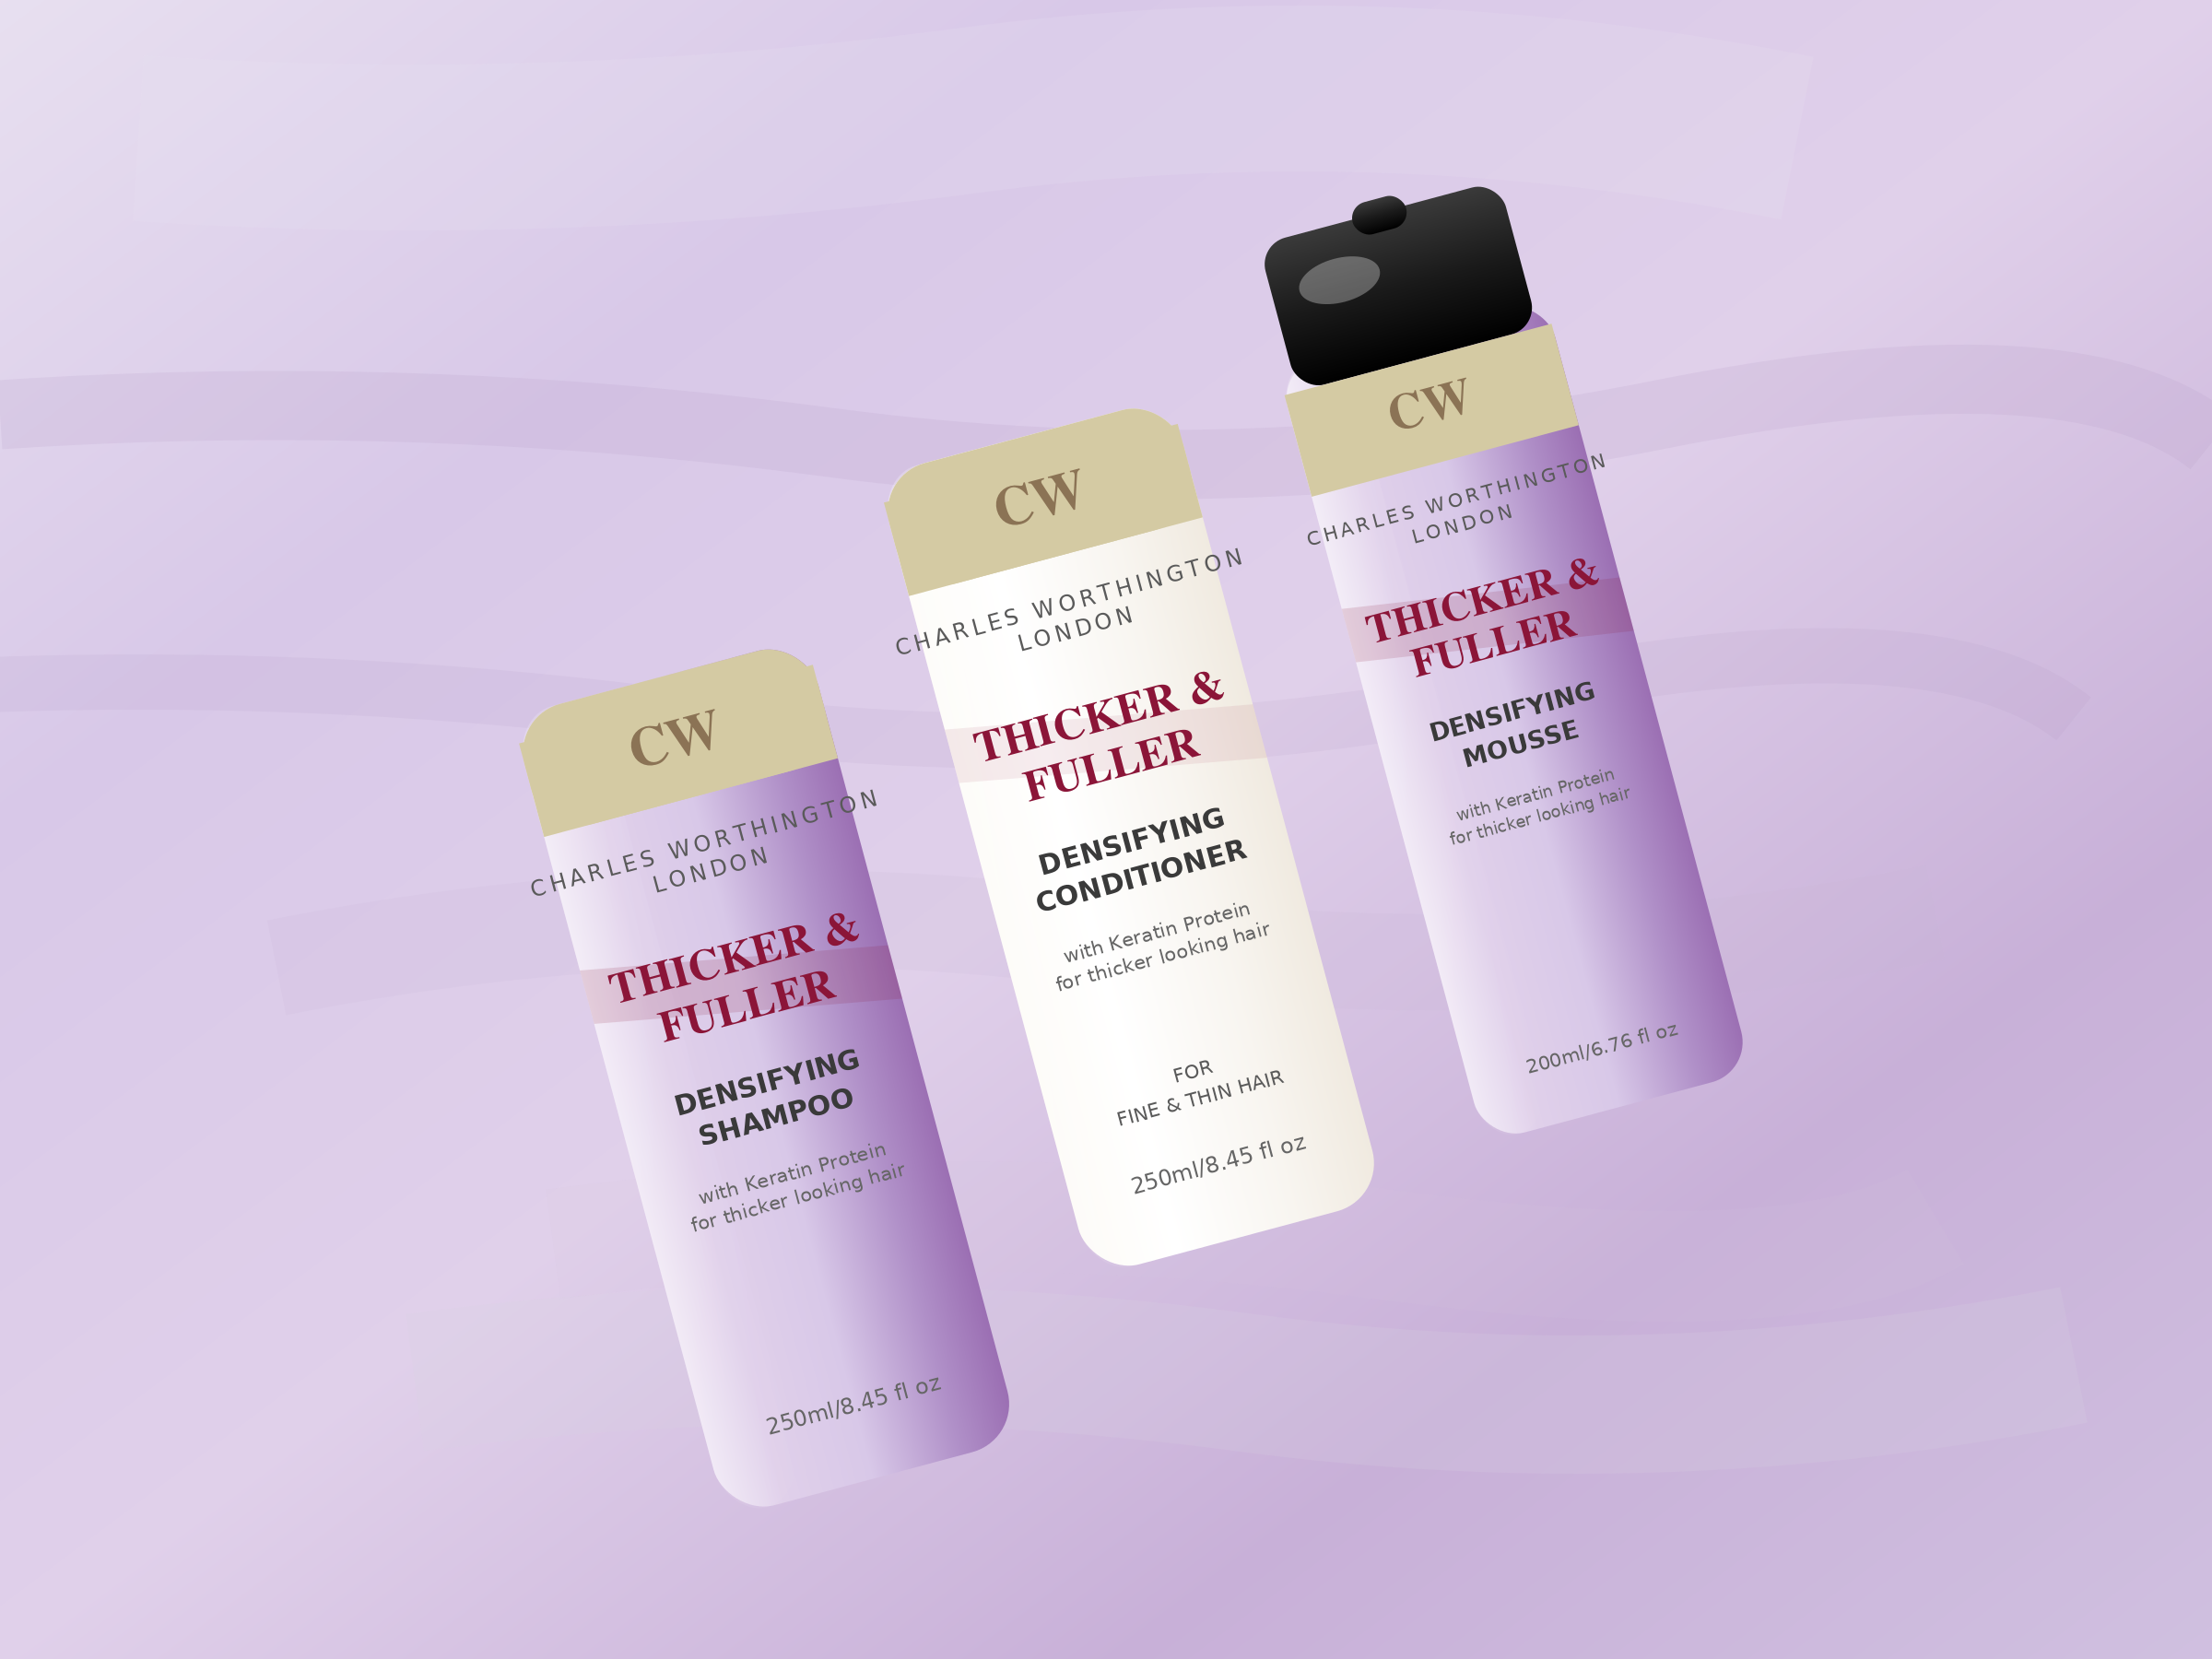 CW
CHARLES WORTHINGTON
LONDON
THICKER &
FULLER
DENSIFYING
SHAMPOO
with Keratin Protein
for thicker looking hair
250ml/8.45 fl oz
CW
CHARLES WORTHINGTON
LONDON
THICKER &
FULLER
DENSIFYING
CONDITIONER
with Keratin Protein
for thicker looking hair
FOR
FINE & THIN HAIR
250ml/8.45 fl oz
CW
CHARLES WORTHINGTON
LONDON
THICKER &
FULLER
DENSIFYING
MOUSSE
with Keratin Protein
for thicker looking hair
200ml/6.76 fl oz